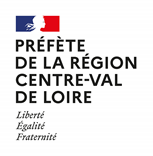 PRÉFÈTE
DE LA RÉGION
CENTRE-VAL
DE LOIRE
Liberté
Égalité
Fraternité